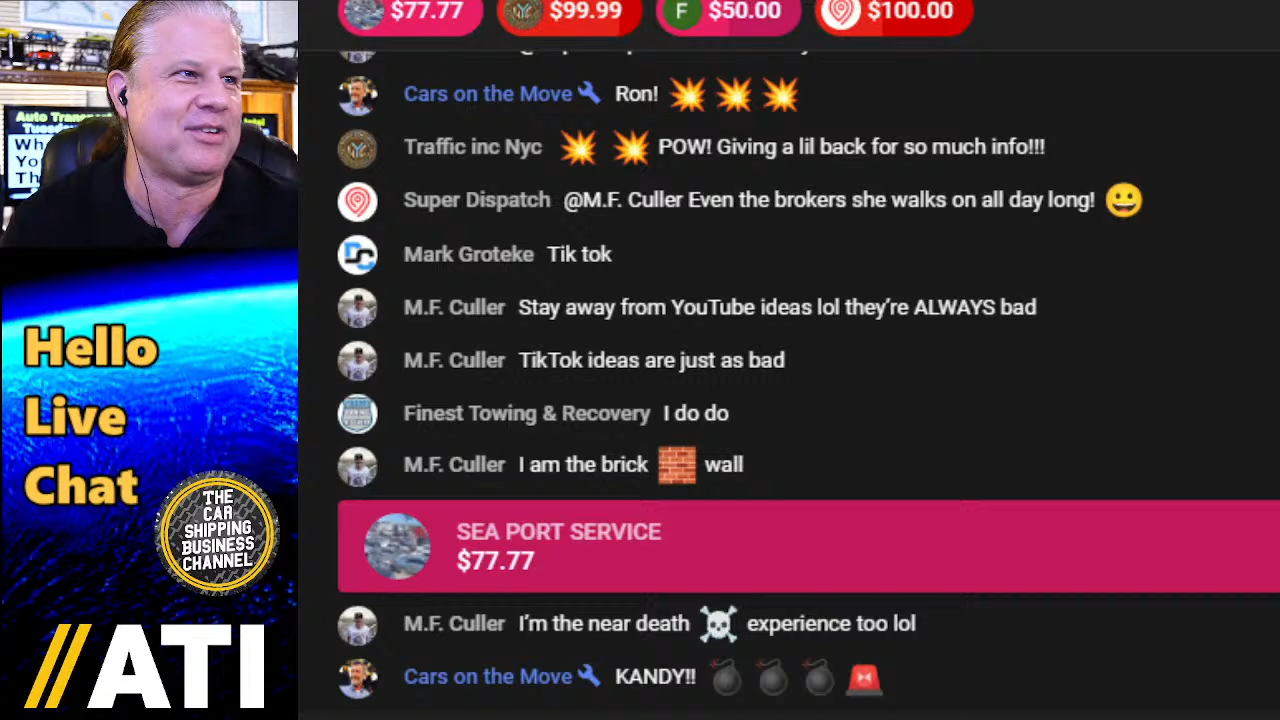 $77.77 $99.99 F $50.00 $100.00
Cars on the Move Ron! 💥 💥 💥
Traffic inc Nyc 💥 💥 POW! Giving a lil back for so much info!!!
Super Dispatch @M.F. Culler Even the brokers she walks on all day long! 😀
Mark Groteke Tik tok
M.F. Culler Stay away from YouTube ideas lol they're ALWAYS bad
M.F. Culler TikTok ideas are just as bad
Finest Towing & Recovery I do do
M.F. Culler I am the brick 🧱 wall
SEA PORT SERVICE
$77.77
M.F. Culler I'm the near death ☠️ experience too lol
Cars on the Move KANDY!! 💣 💣 💣 🚨
Auto Transport
Tuesday
Hello
Live
Chat
THE
CAR
SHIPPING
BUSINESS
CHANNEL
//ATI